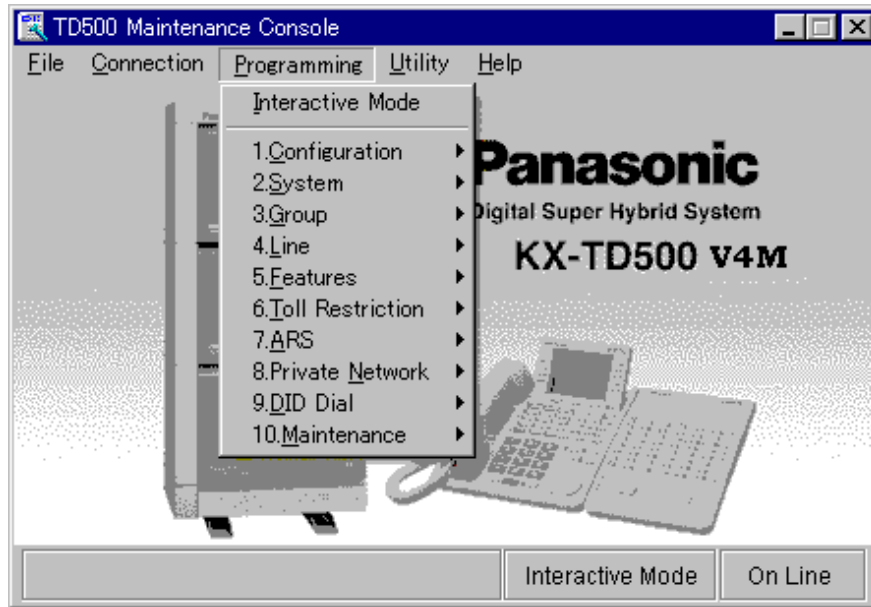 TD500 Maintenance Console
File Connection Programming Utility Help
Interactive Mode
1.Configuration
2.System
3.Group
4.Line
5.Features
6.Toll Restriction
7.ARS
8.Private Network
9.DID Dial
10.Maintenance
Panasonic
Digital Super Hybrid System
KX-TD500 V4M
Interactive Mode
On Line